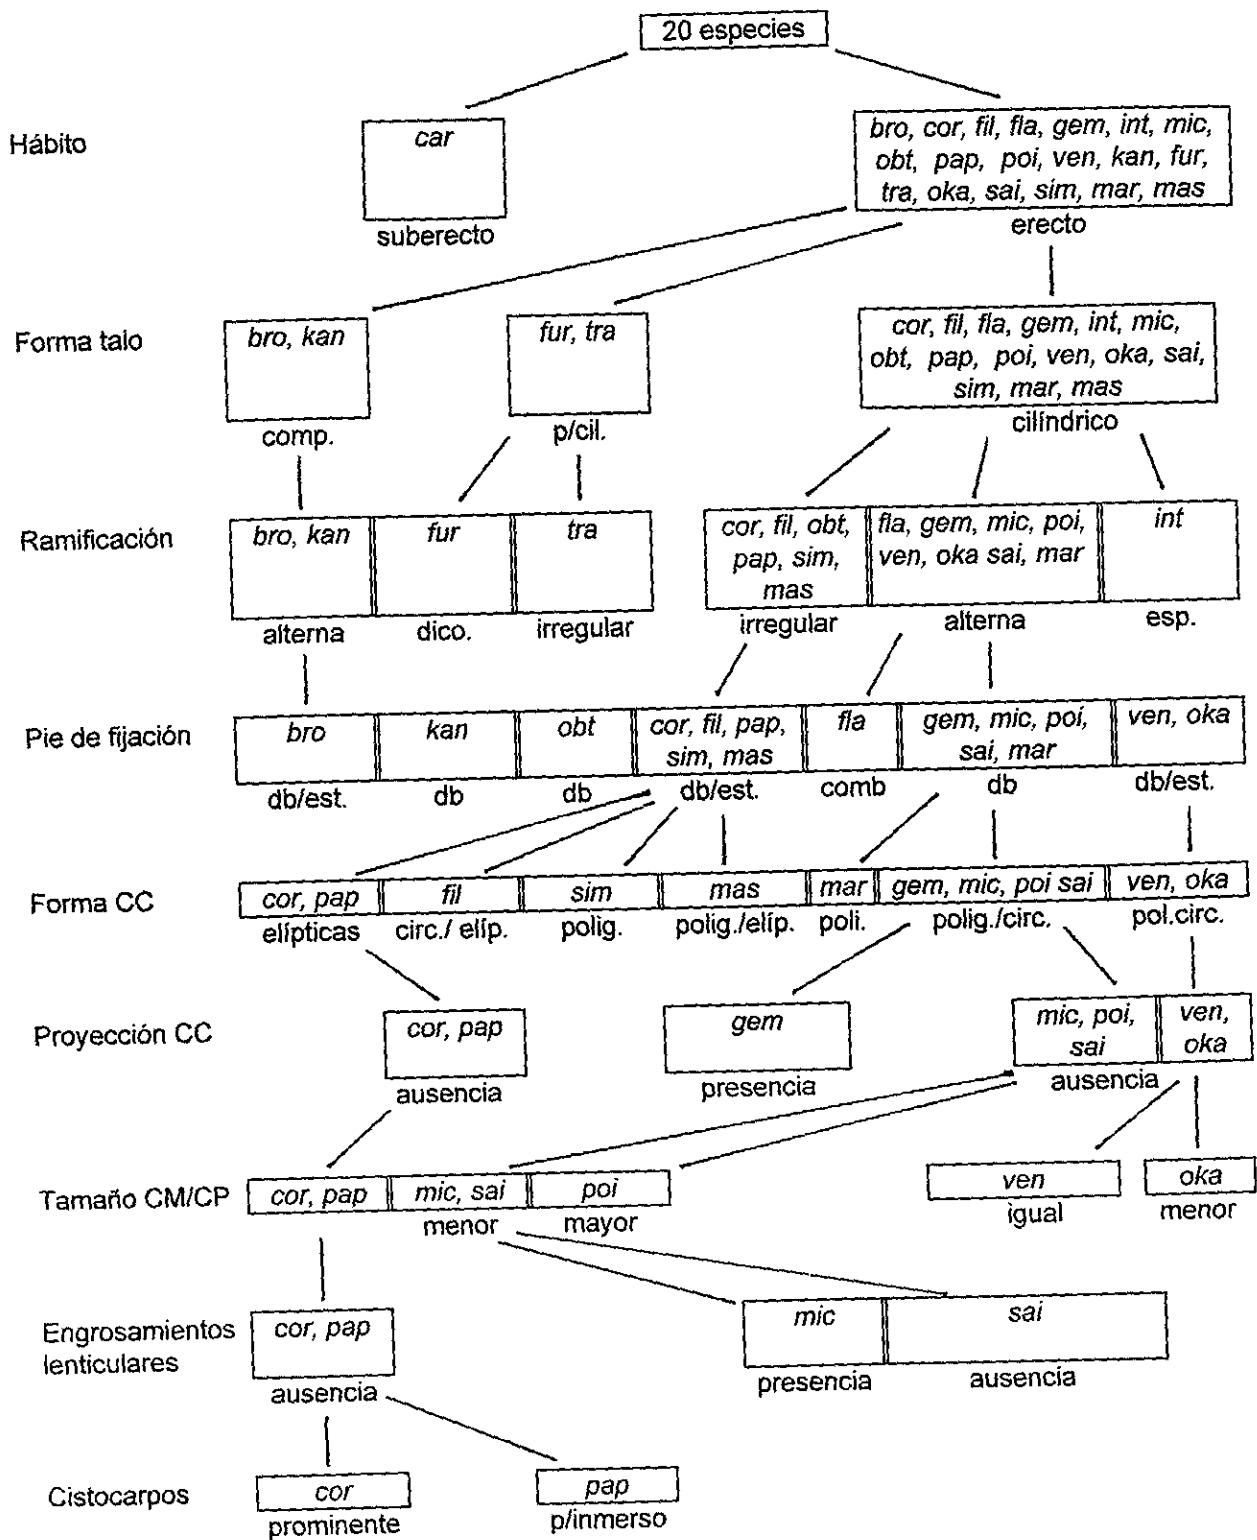 20 especies
Hábito
car
suberecto
bro, cor, fil, fla, gem, int, mic,
obt, pap, poi, ven, kan, fur,
tra, oka, sai, sim, mar, mas
erecto
Forma talo
bro, kan
comp.
fur, tra
p/cil.
cor, fil, fla, gem, int, mic,
obt, pap, poi, ven, oka, sai,
sim, mar, mas
cilíndrico
Ramificación
bro, kan
alterna
fur
dico.
tra
irregular
cor, fil, obt,
pap, sim,
mas
irregular
fla, gem, mic, poi,
ven, oka sai, mar
alterna
int
esp.
Pie de fijación
bro
db/est.
kan
db
obt
db
cor, fil, pap,
sim, mas
db/est.
fla
comb
gem, mic, poi,
sai, mar
db
ven, oka
db/est.
Forma CC
cor, pap
elípticas
fil
circ./ elíp.
sim
polig.
mas
polig./elíp.
mar
poli.
gem, mic, poi sai
polig./circ.
ven, oka
pol.circ.
Proyección CC
cor, pap
ausencia
gem
presencia
mic, poi,
sai
ven,
oka
ausencia
Tamaño CM/CP
cor, pap
mic, sai
menor
poi
mayor
ven
igual
oka
menor
Engrosamientos
lenticulares
cor, pap
ausencia
mic
presencia
sai
ausencia
Cistocarpos
cor
prominente
pap
p/inmerso